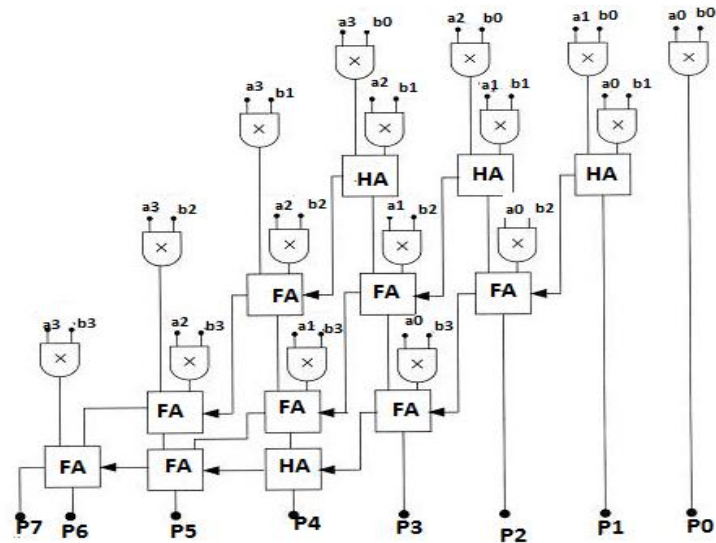 a3 b0 a2 b0 a1 b0 a0 b0
a3 b1 a2 b1 a1 b1 a0 b1
HA HA HA
a3 b2 a2 b2 a1 b2 a0 b2
FA FA FA
a3 b3 a2 b3 a1 b3 a0 b3
FA FA FA
FA FA HA
P7 P6 P5 P4 P3 P2 P1 P0